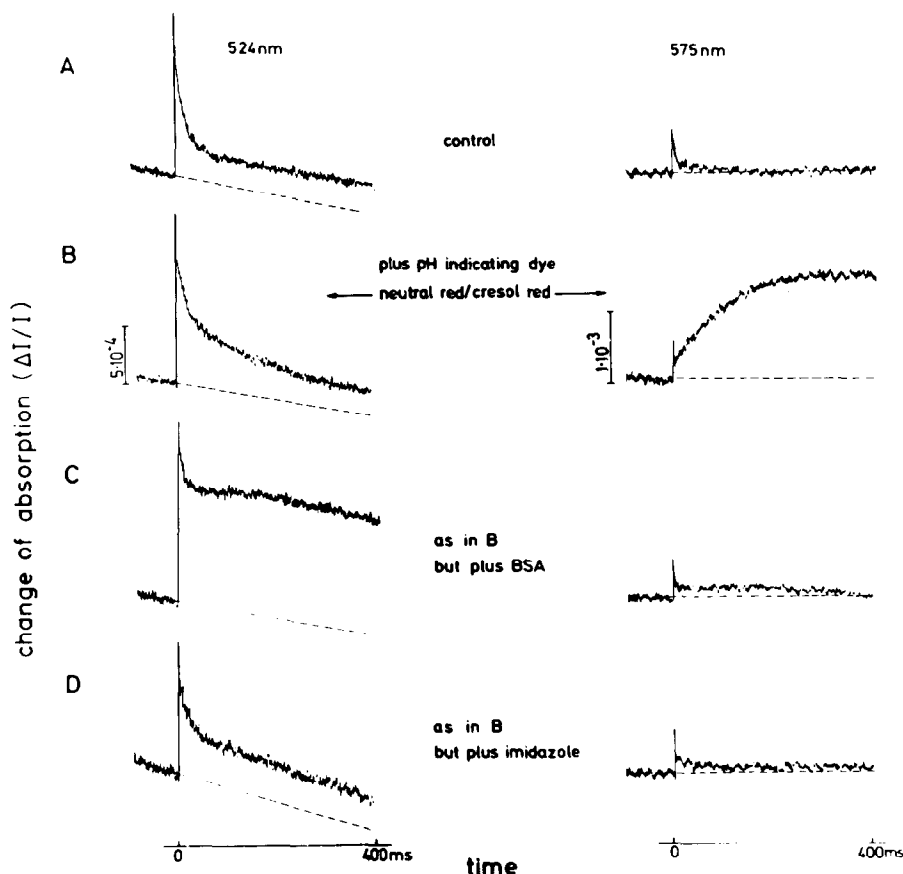 524nm
575nm
A
control
B
plus pH indicating dye
neutral red/cresol red
5·10⁻⁴
1·10⁻³
change of absorption (ΔI/I)
C
as in B
but plus BSA
D
as in B
but plus imidazole
0
400ms
time
0
400ms